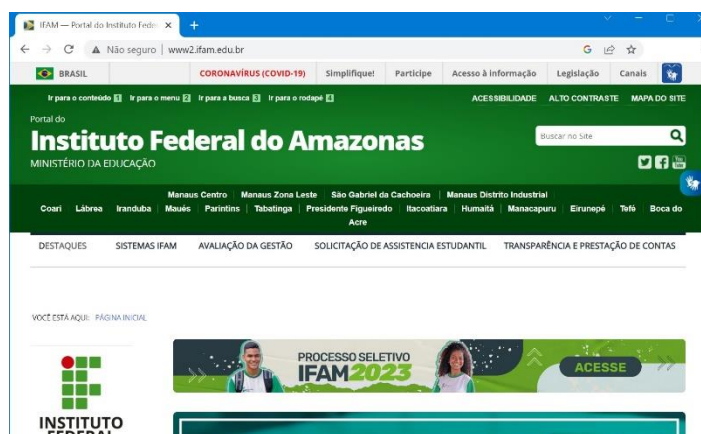 IFAM — Portal do Instituto Fede
Não seguro | www2.ifam.edu.br
BRASIL CORONAVÍRUS (COVID-19) Simplifique! Participe Acesso à informação Legislação Canais
Ir para o conteúdo 1 Ir para o menu 2 Ir para a busca 3 Ir para o rodapé 4 ACESSIBILIDADE ALTO CONTRASTE MAPA DO SITE
Portal do
Instituto Federal do Amazonas
Buscar no Site
MINISTÉRIO DA EDUCAÇÃO
You Tube
Manaus Centro Manaus Zona Leste São Gabriel da Cachoeira Manaus Distrito Industrial
Coari Lábrea Iranduba Maués Parintins Tabatinga Presidente Figueiredo Itacoatiara Humaitá Manacapuru Eirunepé Tefé Boca do
Acre
DESTAQUES SISTEMAS IFAM AVALIAÇÃO DA GESTÃO SOLICITAÇÃO DE ASSISTENCIA ESTUDANTIL TRANSPARÊNCIA E PRESTAÇÃO DE CONTAS
VOCÊ ESTÁ AQUI: PÁGINA INICIAL
PROCESSO SELETIVO
IFAM2023
ACESSE
INSTITUTO
FEDERAL